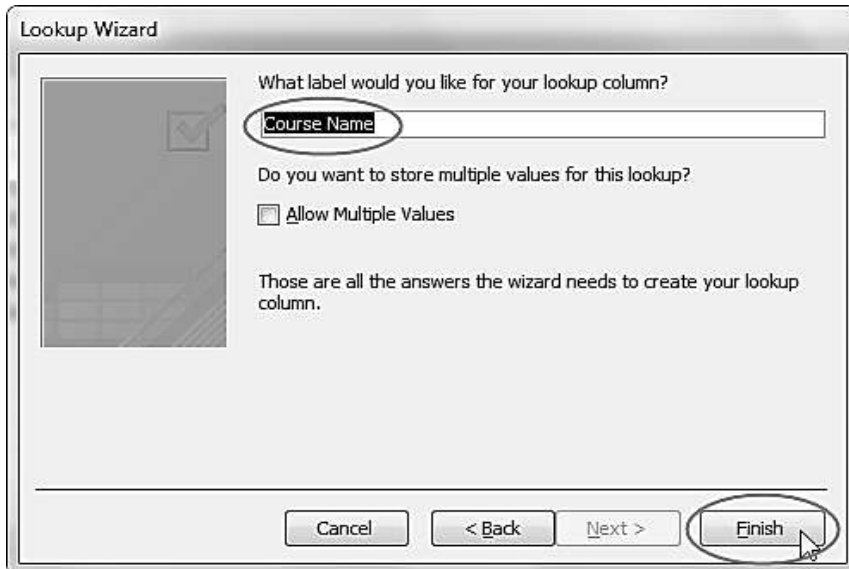 Lookup Wizard
What label would you like for your lookup column?
Course Name
Do you want to store multiple values for this lookup?
Allow Multiple Values
Those are all the answers the wizard needs to create your lookup
column.
Cancel < Back Next > Finish